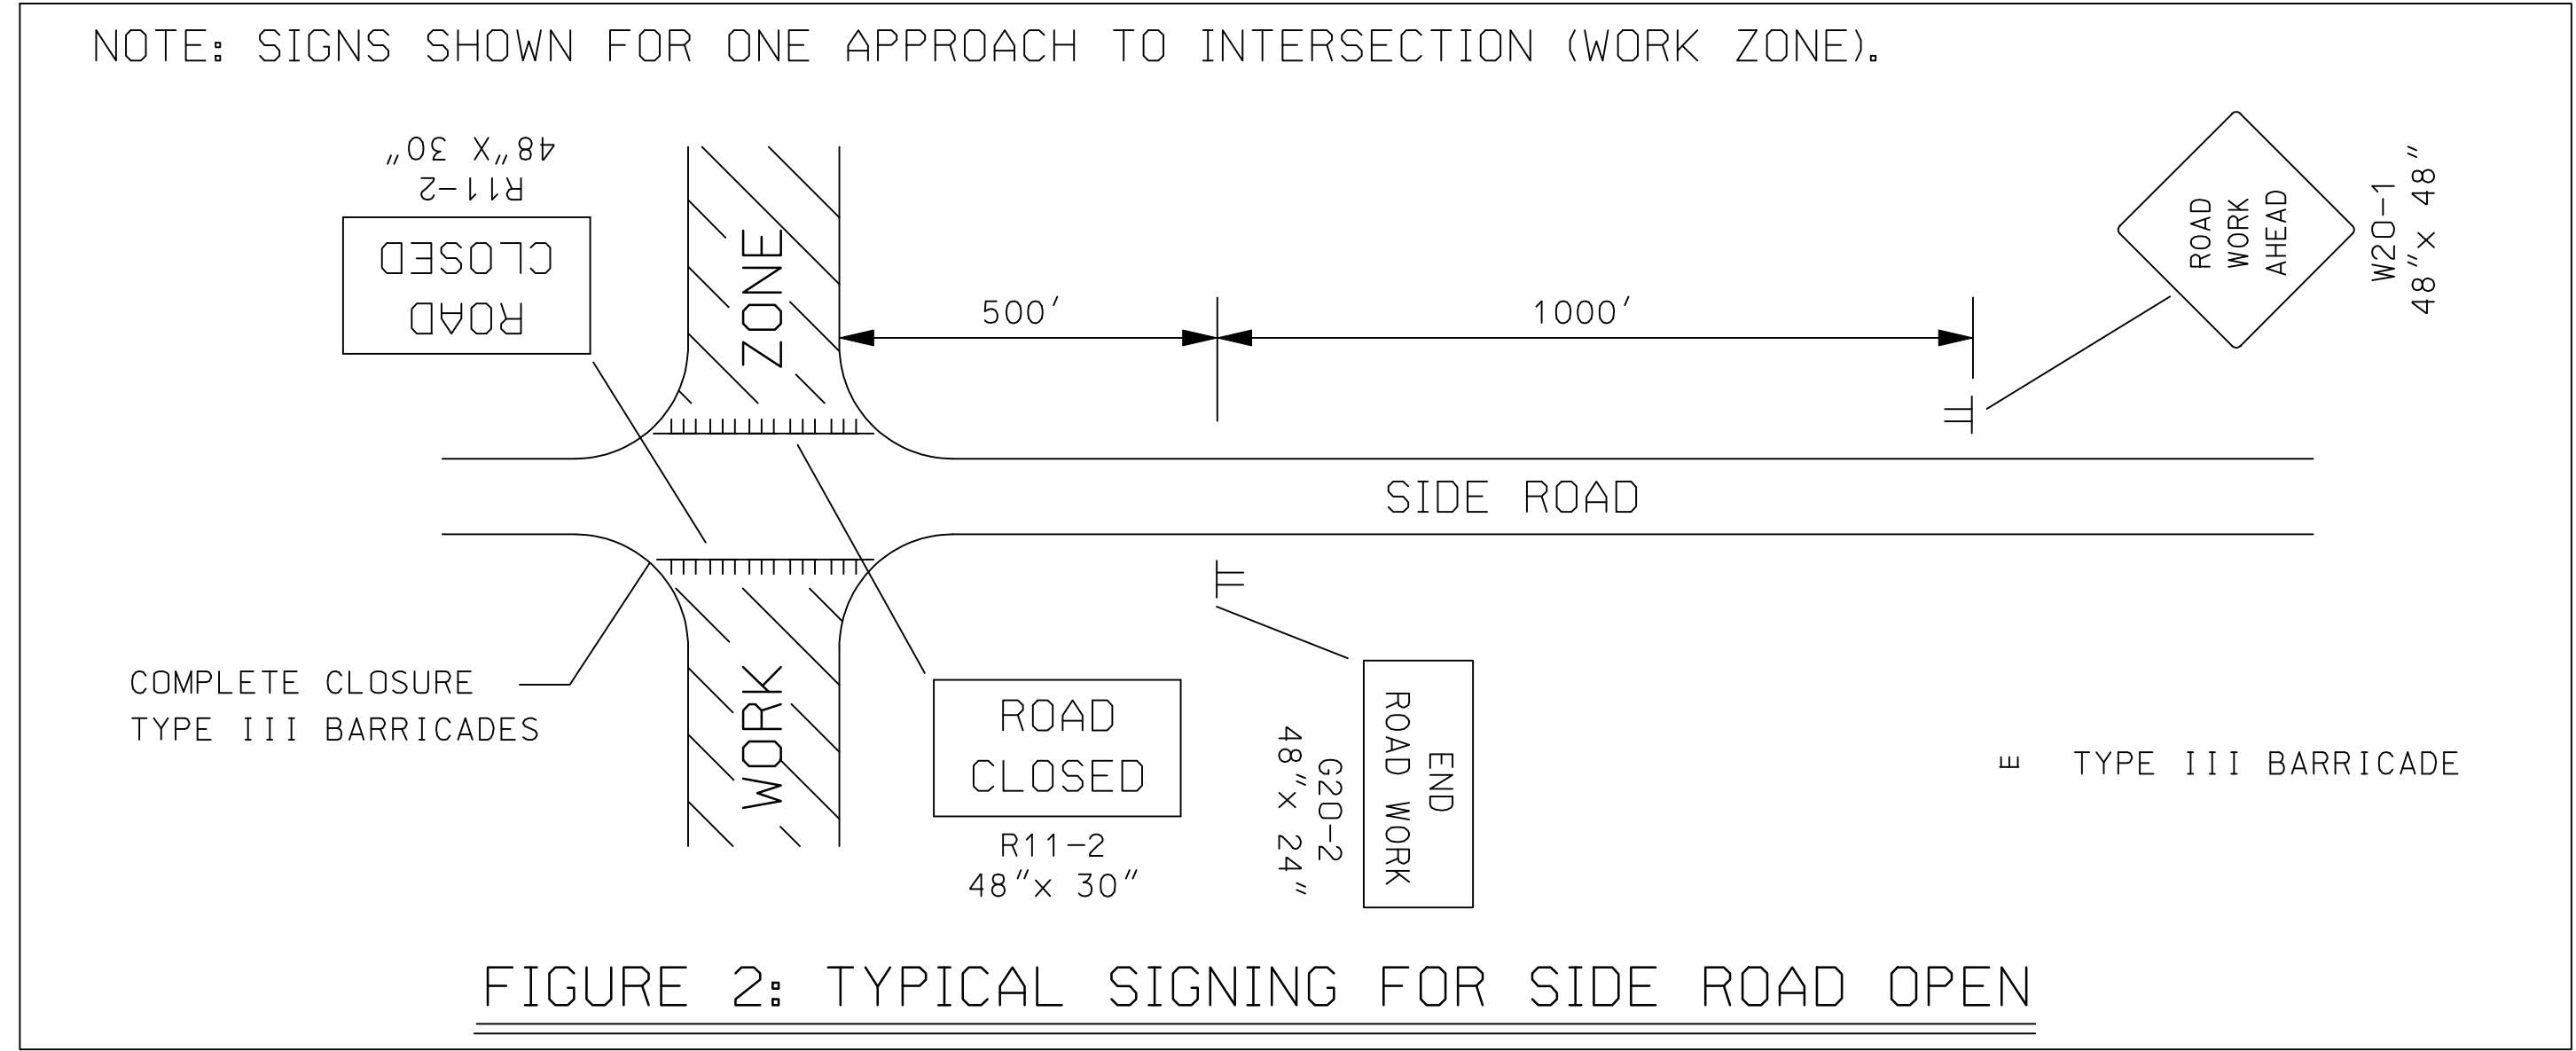 NOTE: SIGNS SHOWN FOR ONE APPROACH TO INTERSECTION (WORK ZONE).
R11-2
48"X 30"
ROAD
CLOSED
ZONE
500'
1000'
ROAD
WORK
AHEAD
W20-1
48"x 48"
SIDE ROAD
COMPLETE CLOSURE
TYPE III BARRICADES
WORK
ROAD
CLOSED
R11-2
48"x 30"
END
ROAD WORK
G20-2
48"x 24"
TYPE III BARRICADE
FIGURE 2: TYPICAL SIGNING FOR SIDE ROAD OPEN